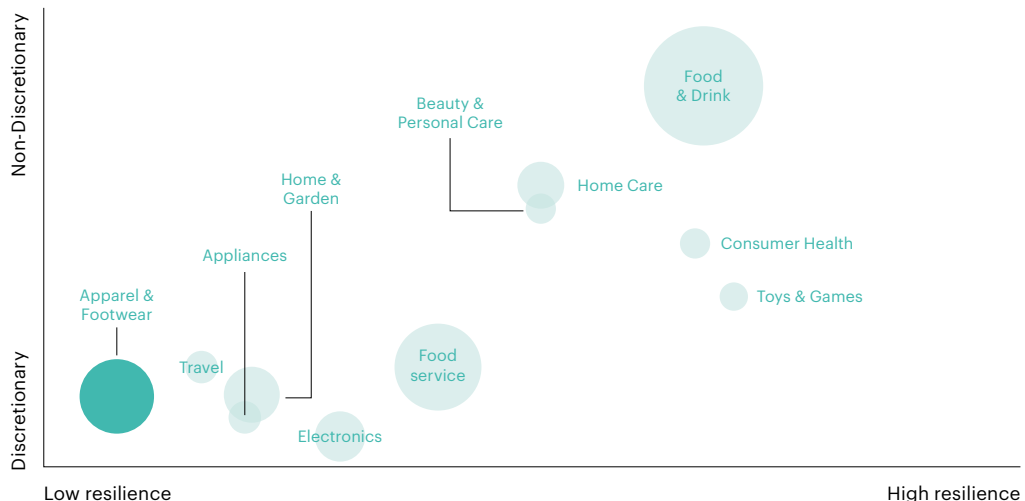 Non-Discretionary
Discretionary
Food
& Drink
Beauty &
Personal Care
Home Care
Home &
Garden
Consumer Health
Appliances
Apparel &
Footwear
Toys & Games
Travel
Food
service
Electronics
Low resilience
High resilience